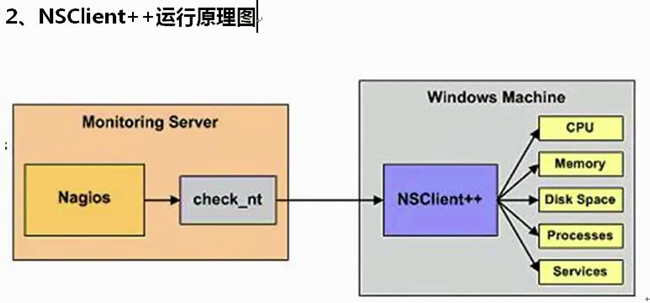 2、NSClient++运行原理图
Monitoring Server
Nagios
check_nt
Windows Machine
NSClient++
CPU
Memory
Disk Space
Processes
Services